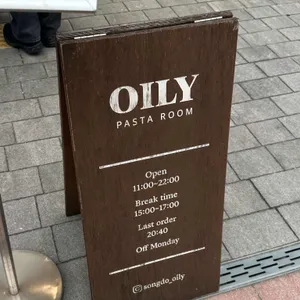 OILY
PASTA ROOM
Open
11:00~22:00
Break time
15:00~17:00
Last order
20:40
Off Monday
songdo_oily